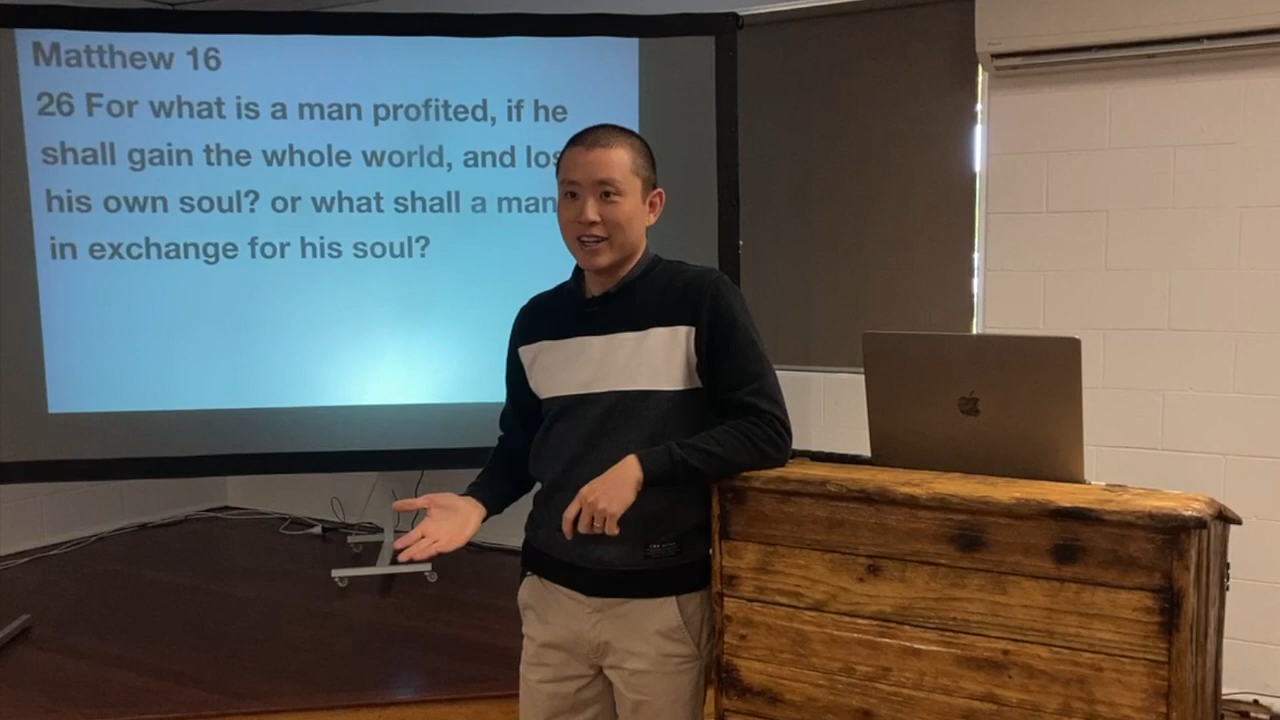 Matthew 16
26 For what is a man profited, if he
shall gain the whole world, and los
his own soul? or what shall a man
in exchange for his soul?